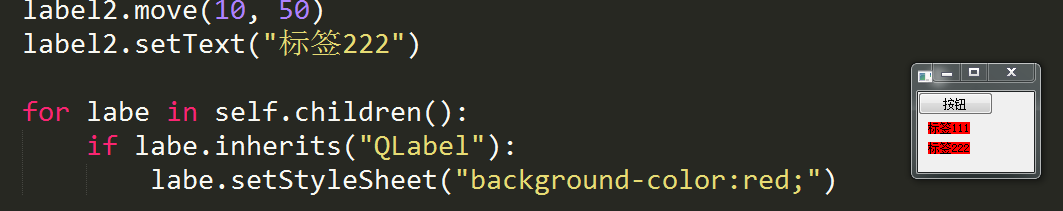 label2.move(10, 50)
label2.setText("标签222")
for labe in self.children():
if labe.inherits("QLabel"):
labe.setStyleSheet("background-color:red;")
按钮
标签111
标签222